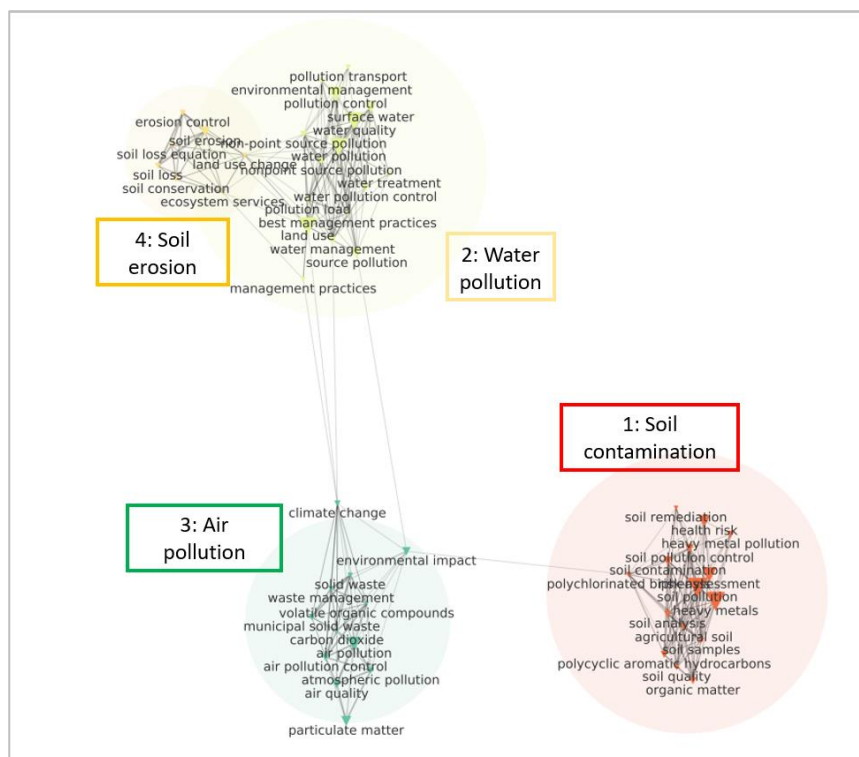 pollution transport
environmental management
pollution control
surface water
erosion control
water quality
soil erosion
non-point source pollution
soil loss equation
water pollution
land use change
nonpoint source pollution
soil loss
water treatment
soil conservation
water pollution control
ecosystem services
pollution load
best management practices
land use
water management
source pollution
4: Soil
erosion
2: Water
pollution
management practices
1: Soil
contamination
climate change
3: Air
pollution
environmental impact
solid waste
waste management
volatile organic compounds
municipal solid waste
carbon dioxide
air pollution
air pollution control
atmospheric pollution
air quality
particulate matter
soil remediation
health risk
heavy metal pollution
soil pollution control
soil contamination
polychlorinated
assessment
soil pollution
heavy metals
soil analysis
agricultural soil
soil samples
polycyclic aromatic hydrocarbons
soil quality
organic matter